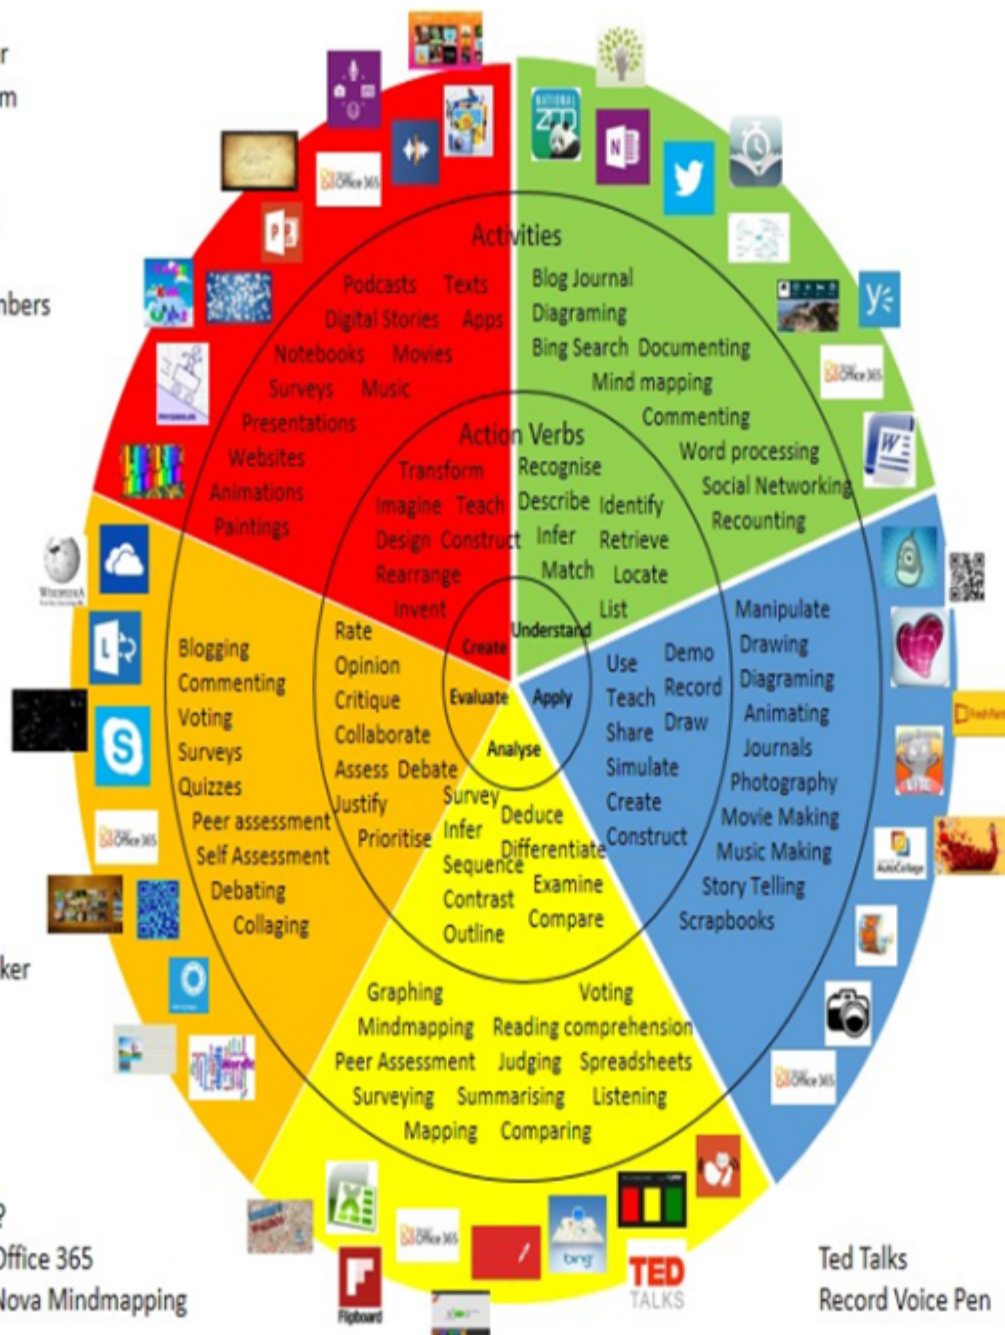 r
m
mbers
ker
?
Office 365
Nova Mindmapping
Ted Talks
Record Voice Pen
Activities
Podcasts Texts
Digital Stories Apps
Notebooks Movies
Surveys Music
Presentations
Websites
Animations
Paintings
Blog Journal
Diagraming
Bing Search Documenting
Mind mapping
Commenting
Word processing
Social Networking
Recounting
Action Verbs
Transform
Imagine Teach
Design Construct
Rearrange
Invent
Create
Recognise
Describe Identify
Infer Retrieve
Match Locate
List
Understand
Blogging
Commenting
Voting
Surveys
Quizzes
Peer assessment
Self Assessment
Debating
Collaging
Rate
Opinion
Critique
Collaborate
Assess Debate
Justify
Prioritise
Evaluate
Apply
Use Demo
Teach Record
Share Draw
Simulate
Create
Construct
Manipulate
Drawing
Diagraming
Animating
Journals
Photography
Movie Making
Music Making
Story Telling
Scrapbooks
Analyse
Survey Deduce
Infer Differentiate
Sequence
Contrast Examine
Outline Compare
Graphing Voting
Mindmapping Reading comprehension
Peer Assessment Judging Spreadsheets
Surveying Summarising Listening
Mapping Comparing
NATIONAL
ZOO
N
Office 365
P
Office 365
W
WIKIPEDIA
L
S
Office 365
FreshPaint
AutoCollage
Office 365
X
Office 365
Flipboard
bing
TED
TALKS